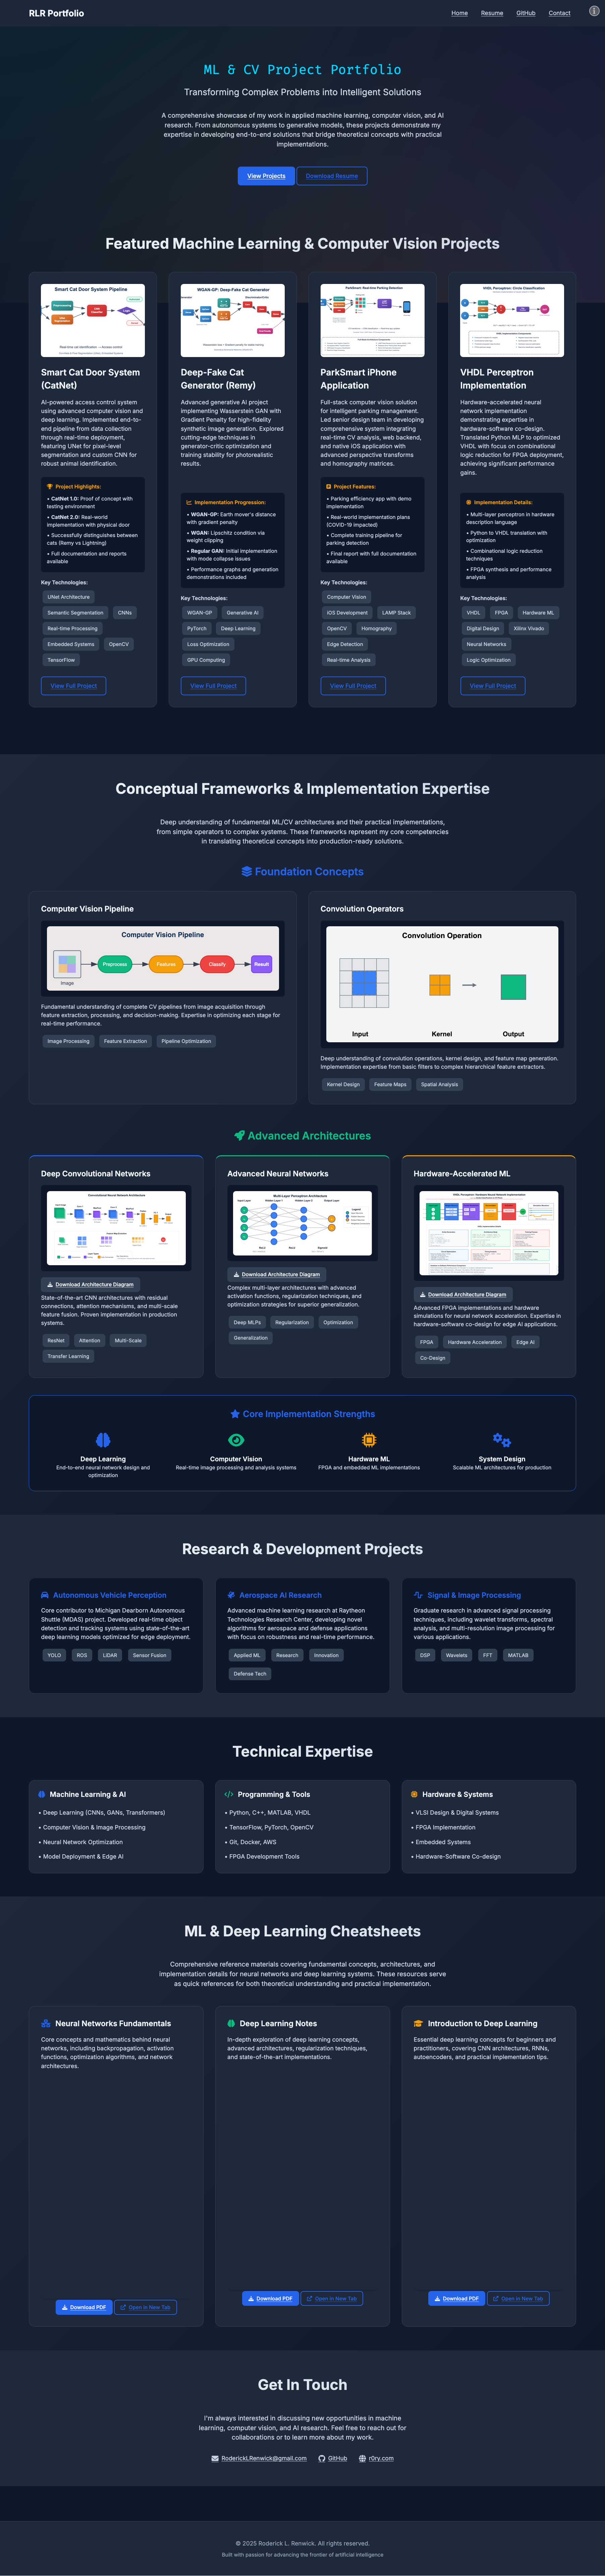 RLR Portfolio
Home
Resume
GitHub
Contact
ML & CV Project Portfolio
Transforming Complex Problems into Intelligent Solutions
A comprehensive showcase of my work in applied machine learning, computer vision, and AI
research. From autonomous systems to generative models, these projects demonstrate my
expertise in developing end-to-end solutions that bridge theoretical concepts with practical
implementations.
View Projects
Download Resume
Featured Machine Learning & Computer Vision Projects
Smart Cat Door System Pipeline
Smart Cat Door System
(CatNet)
AI-powered access control system
using advanced computer vision and
deep learning. Implemented end-to-
end pipeline from data collection
through real-time deployment,
featuring UNet for pixel-level
segmentation and custom CNN for
robust animal identification.
Project Highlights:
• CatNet 1.0: Proof of concept with
testing environment
• CatNet 2.0: Real-world
implementation with physical door
• Successfully distinguishes between
cats (Remy vs Lightning)
• Full documentation and reports
available
Key Technologies:
UNet Architecture
Semantic Segmentation
CNNs
Real-time Processing
Embedded Systems
OpenCV
TensorFlow
View Full Project
WGAN-GP: Deep-Fake Cat Generator
Deep-Fake Cat
Generator (Remy)
Advanced generative AI project
implementing Wasserstein GAN with
Gradient Penalty for high-fidelity
synthetic image generation. Explored
cutting-edge techniques in
generator-critic optimization and
training stability for photorealistic
results.
Implementation Progression:
• WGAN-GP: Earth mover's distance
with gradient penalty
• WGAN: Lipschitz condition via
weight clipping
• Regular GAN: Initial implementation
with mode collapse issues
• Performance graphs and generation
demonstrations included
Key Technologies:
WGAN-GP
Generative AI
PyTorch
Deep Learning
Loss Optimization
GPU Computing
View Full Project
ParkSmart: Real-time Parking Detection
ParkSmart iPhone
Application
Full-stack computer vision solution
for intelligent parking management.
Led senior design team in developing
comprehensive system integrating
real-time CV analysis, web backend,
and native iOS application with
advanced perspective transforms
and homography matrices.
Project Features:
• Parking efficiency app with demo
implementation
• Real-world implementation plans
(COVID-19 impacted)
• Complete training pipeline for
parking detection
• Final report with full documentation
available
Key Technologies:
Computer Vision
iOS Development
LAMP Stack
OpenCV
Homography
Edge Detection
Real-time Analysis
View Full Project
VHDL Perceptron: Circle Classification
VHDL Perceptron
Implementation
Hardware-accelerated neural
network implementation
demonstrating expertise in
hardware-software co-design.
Translated Python MLP to optimized
VHDL with focus on combinational
logic reduction for FPGA deployment,
achieving significant performance
gains.
Implementation Details:
• Multi-layer perceptron in hardware
description language
• Python to VHDL translation with
optimization
• Combinational logic reduction
techniques
• FPGA synthesis and performance
analysis
Key Technologies:
VHDL
FPGA
Hardware ML
Digital Design
Xilinx Vivado
Neural Networks
Logic Optimization
View Full Project
Conceptual Frameworks & Implementation Expertise
Deep understanding of fundamental ML/CV architectures and their practical implementations,
from simple operators to complex systems. These frameworks represent my core competencies
in translating theoretical concepts into production-ready solutions.
Foundation Concepts
Computer Vision Pipeline
Computer Vision Pipeline
Image
Preprocess
Features
Classify
Result
Fundamental understanding of complete CV pipelines from image acquisition through
feature extraction, processing, and decision-making. Expertise in optimizing each stage for
real-time performance.
Image Processing
Feature Extraction
Pipeline Optimization
Convolution Operators
Convolution Operation
Input
Kernel
Output
Deep understanding of convolution operations, kernel design, and feature map generation.
Implementation expertise from basic filters to complex hierarchical feature extractors.
Kernel Design
Feature Maps
Spatial Analysis
Advanced Architectures
Deep Convolutional Networks
Convolutional Neural Network Architecture
Download Architecture Diagram
State-of-the-art CNN architectures with residual
connections, attention mechanisms, and multi-scale
feature fusion. Proven implementation in production
systems.
ResNet
Attention
Multi-Scale
Transfer Learning
Advanced Neural Networks
Multi-Layer Perceptron Architecture
Download Architecture Diagram
Complex multi-layer architectures with advanced
activation functions, regularization techniques, and
optimization strategies for superior generalization.
Deep MLPs
Regularization
Optimization
Generalization
Hardware-Accelerated ML
Download Architecture Diagram
Advanced FPGA implementations and hardware
simulations for neural network acceleration. Expertise in
hardware-software co-design for edge AI applications.
FPGA
Hardware Acceleration
Edge AI
Co-Design
Core Implementation Strengths
Deep Learning
End-to-end neural network design and
optimization
Computer Vision
Real-time image processing and analysis systems
Hardware ML
FPGA and embedded ML implementations
System Design
Scalable ML architectures for production
Research & Development Projects
Autonomous Vehicle Perception
Core contributor to Michigan Dearborn Autonomous
Shuttle (MDAS) project. Developed real-time object
detection and tracking systems using state-of-the-art
deep learning models optimized for edge deployment.
YOLO
ROS
LiDAR
Sensor Fusion
Aerospace AI Research
Advanced machine learning research at Raytheon
Technologies Research Center, developing novel
algorithms for aerospace and defense applications
with focus on robustness and real-time performance.
Applied ML
Research
Innovation
Defense Tech
Signal & Image Processing
Graduate research in advanced signal processing
techniques, including wavelet transforms, spectral
analysis, and multi-resolution image processing for
various applications.
DSP
Wavelets
FFT
MATLAB
Technical Expertise
Machine Learning & AI
• Deep Learning (CNNs, GANs, Transformers)
• Computer Vision & Image Processing
• Neural Network Optimization
• Model Deployment & Edge AI
Programming & Tools
• Python, C++, MATLAB, VHDL
• TensorFlow, PyTorch, OpenCV
• Git, Docker, AWS
• FPGA Development Tools
Hardware & Systems
• VLSI Design & Digital Systems
• FPGA Implementation
• Embedded Systems
• Hardware-Software Co-design
ML & Deep Learning Cheatsheets
Comprehensive reference materials covering fundamental concepts, architectures, and
implementation details for neural networks and deep learning systems. These resources serve
as quick references for both theoretical understanding and practical implementation.
Neural Networks Fundamentals
Core concepts and mathematics behind neural
networks, including backpropagation, activation
functions, optimization algorithms, and network
architectures.
Download PDF
Open in New Tab
Deep Learning Notes
In-depth exploration of deep learning concepts,
advanced architectures, regularization techniques,
and state-of-the-art implementations.
Download PDF
Open in New Tab
Introduction to Deep Learning
Essential deep learning concepts for beginners and
practitioners, covering CNN architectures, RNNs,
autoencoders, and practical implementation tips.
Download PDF
Open in New Tab
Get In Touch
I'm always interested in discussing new opportunities in machine
learning, computer vision, and AI research. Feel free to reach out for
collaborations or to learn more about my work.
RoderickLRenwick@gmail.com
GitHub
r0ry.com
© 2025 Roderick L. Renwick. All rights reserved.
Built with passion for advancing the frontier of artificial intelligence